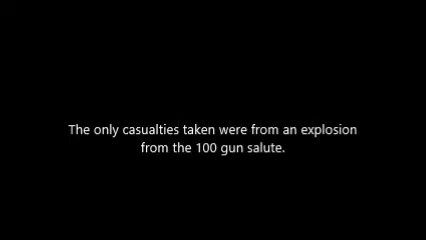 The only casualties taken were from an explosion
from the 100 gun salute.